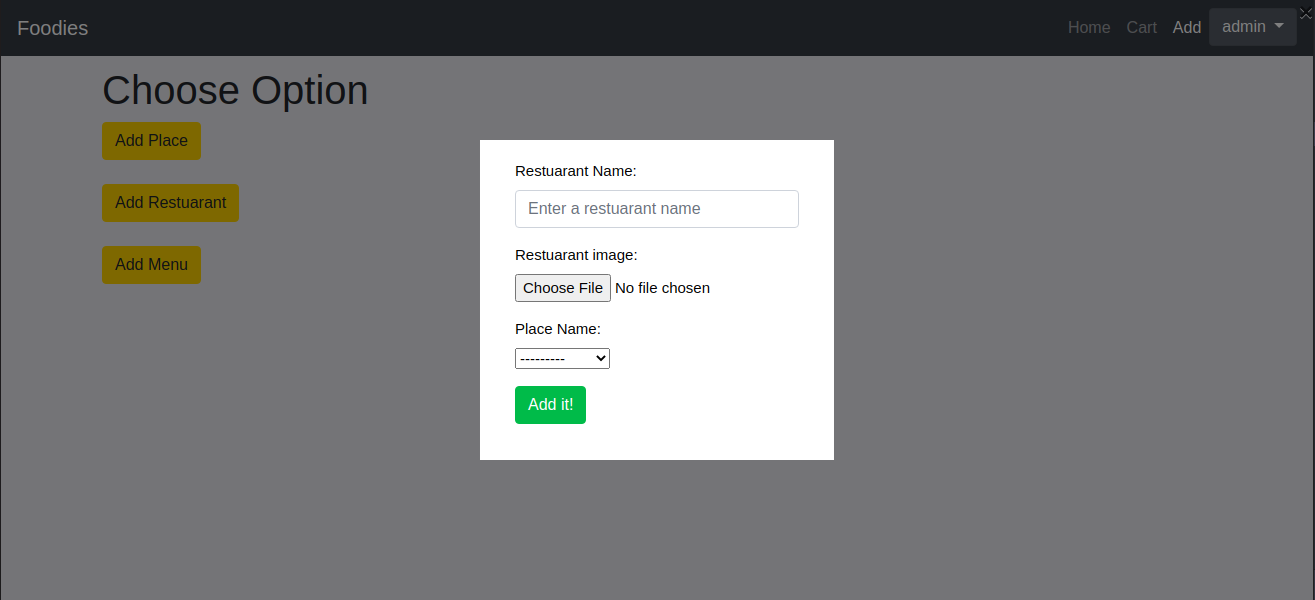 Foodies
Home Cart Add admin
Choose Option
Add Place
Add Restuarant
Add Menu
Restuarant Name:
Enter a restuarant name
Restuarant image:
Choose File No file chosen
Place Name:
---------
Add it!